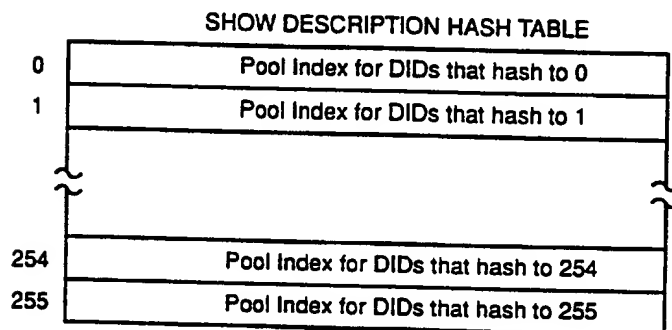 SHOW DESCRIPTION HASH TABLE
0 Pool Index for DIDs that hash to 0
1 Pool Index for DIDs that hash to 1
254 Pool Index for DIDs that hash to 254
255 Pool Index for DIDs that hash to 255